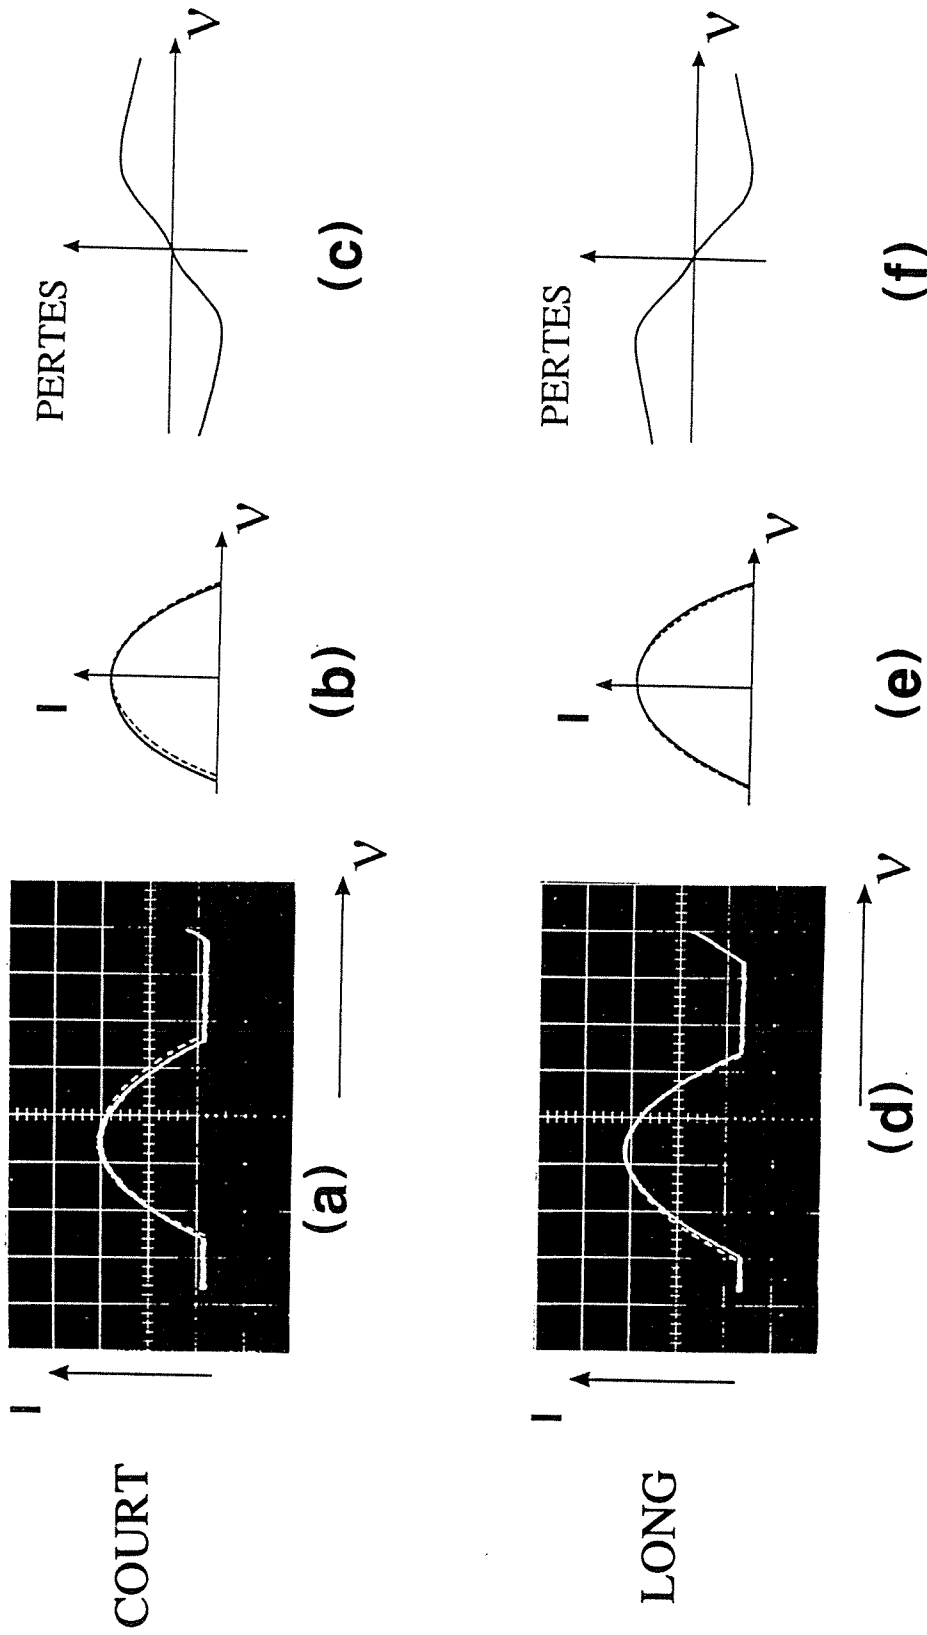 COURT
I
ν
(a)
I
ν
(b)
PERTES
ν
(c)
LONG
I
ν
(d)
I
ν
(e)
PERTES
ν
(f)